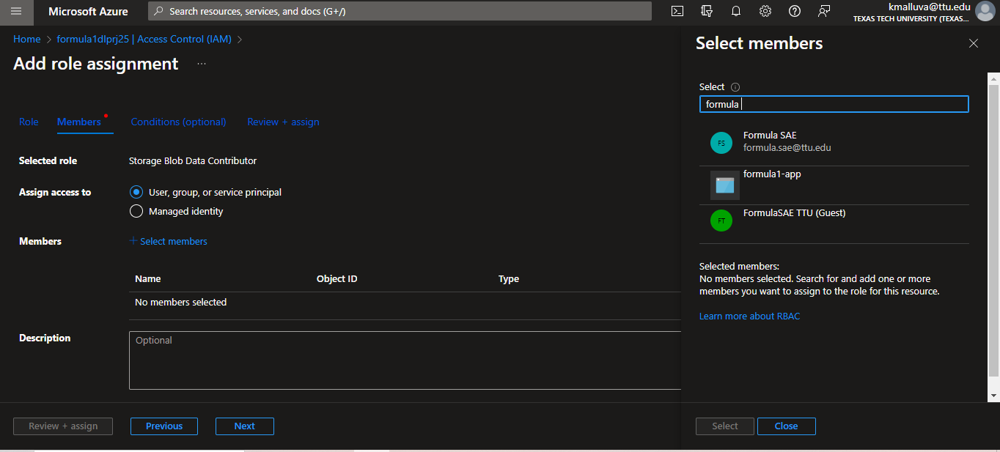 Microsoft Azure
Search resources, services, and docs (G+/)
kmalluva@ttu.edu
TEXAS TECH UNIVERSITY (TEXAS...
Home > formula1dlprj25 | Access Control (IAM) >
Add role assignment ...
Role Members Conditions (optional) Review + assign
Selected role Storage Blob Data Contributor
Assign access to User, group, or service principal
Managed identity
Members + Select members
Name Object ID Type
No members selected
Description Optional
Review + assign Previous Next
Select members
Select
formula
FS Formula SAE
formula.sae@ttu.edu
formula1-app
FT FormulaSAE TTU (Guest)
Selected members:
No members selected. Search for and add one or more
members you want to assign to the role for this resource.
Learn more about RBAC
Select Close